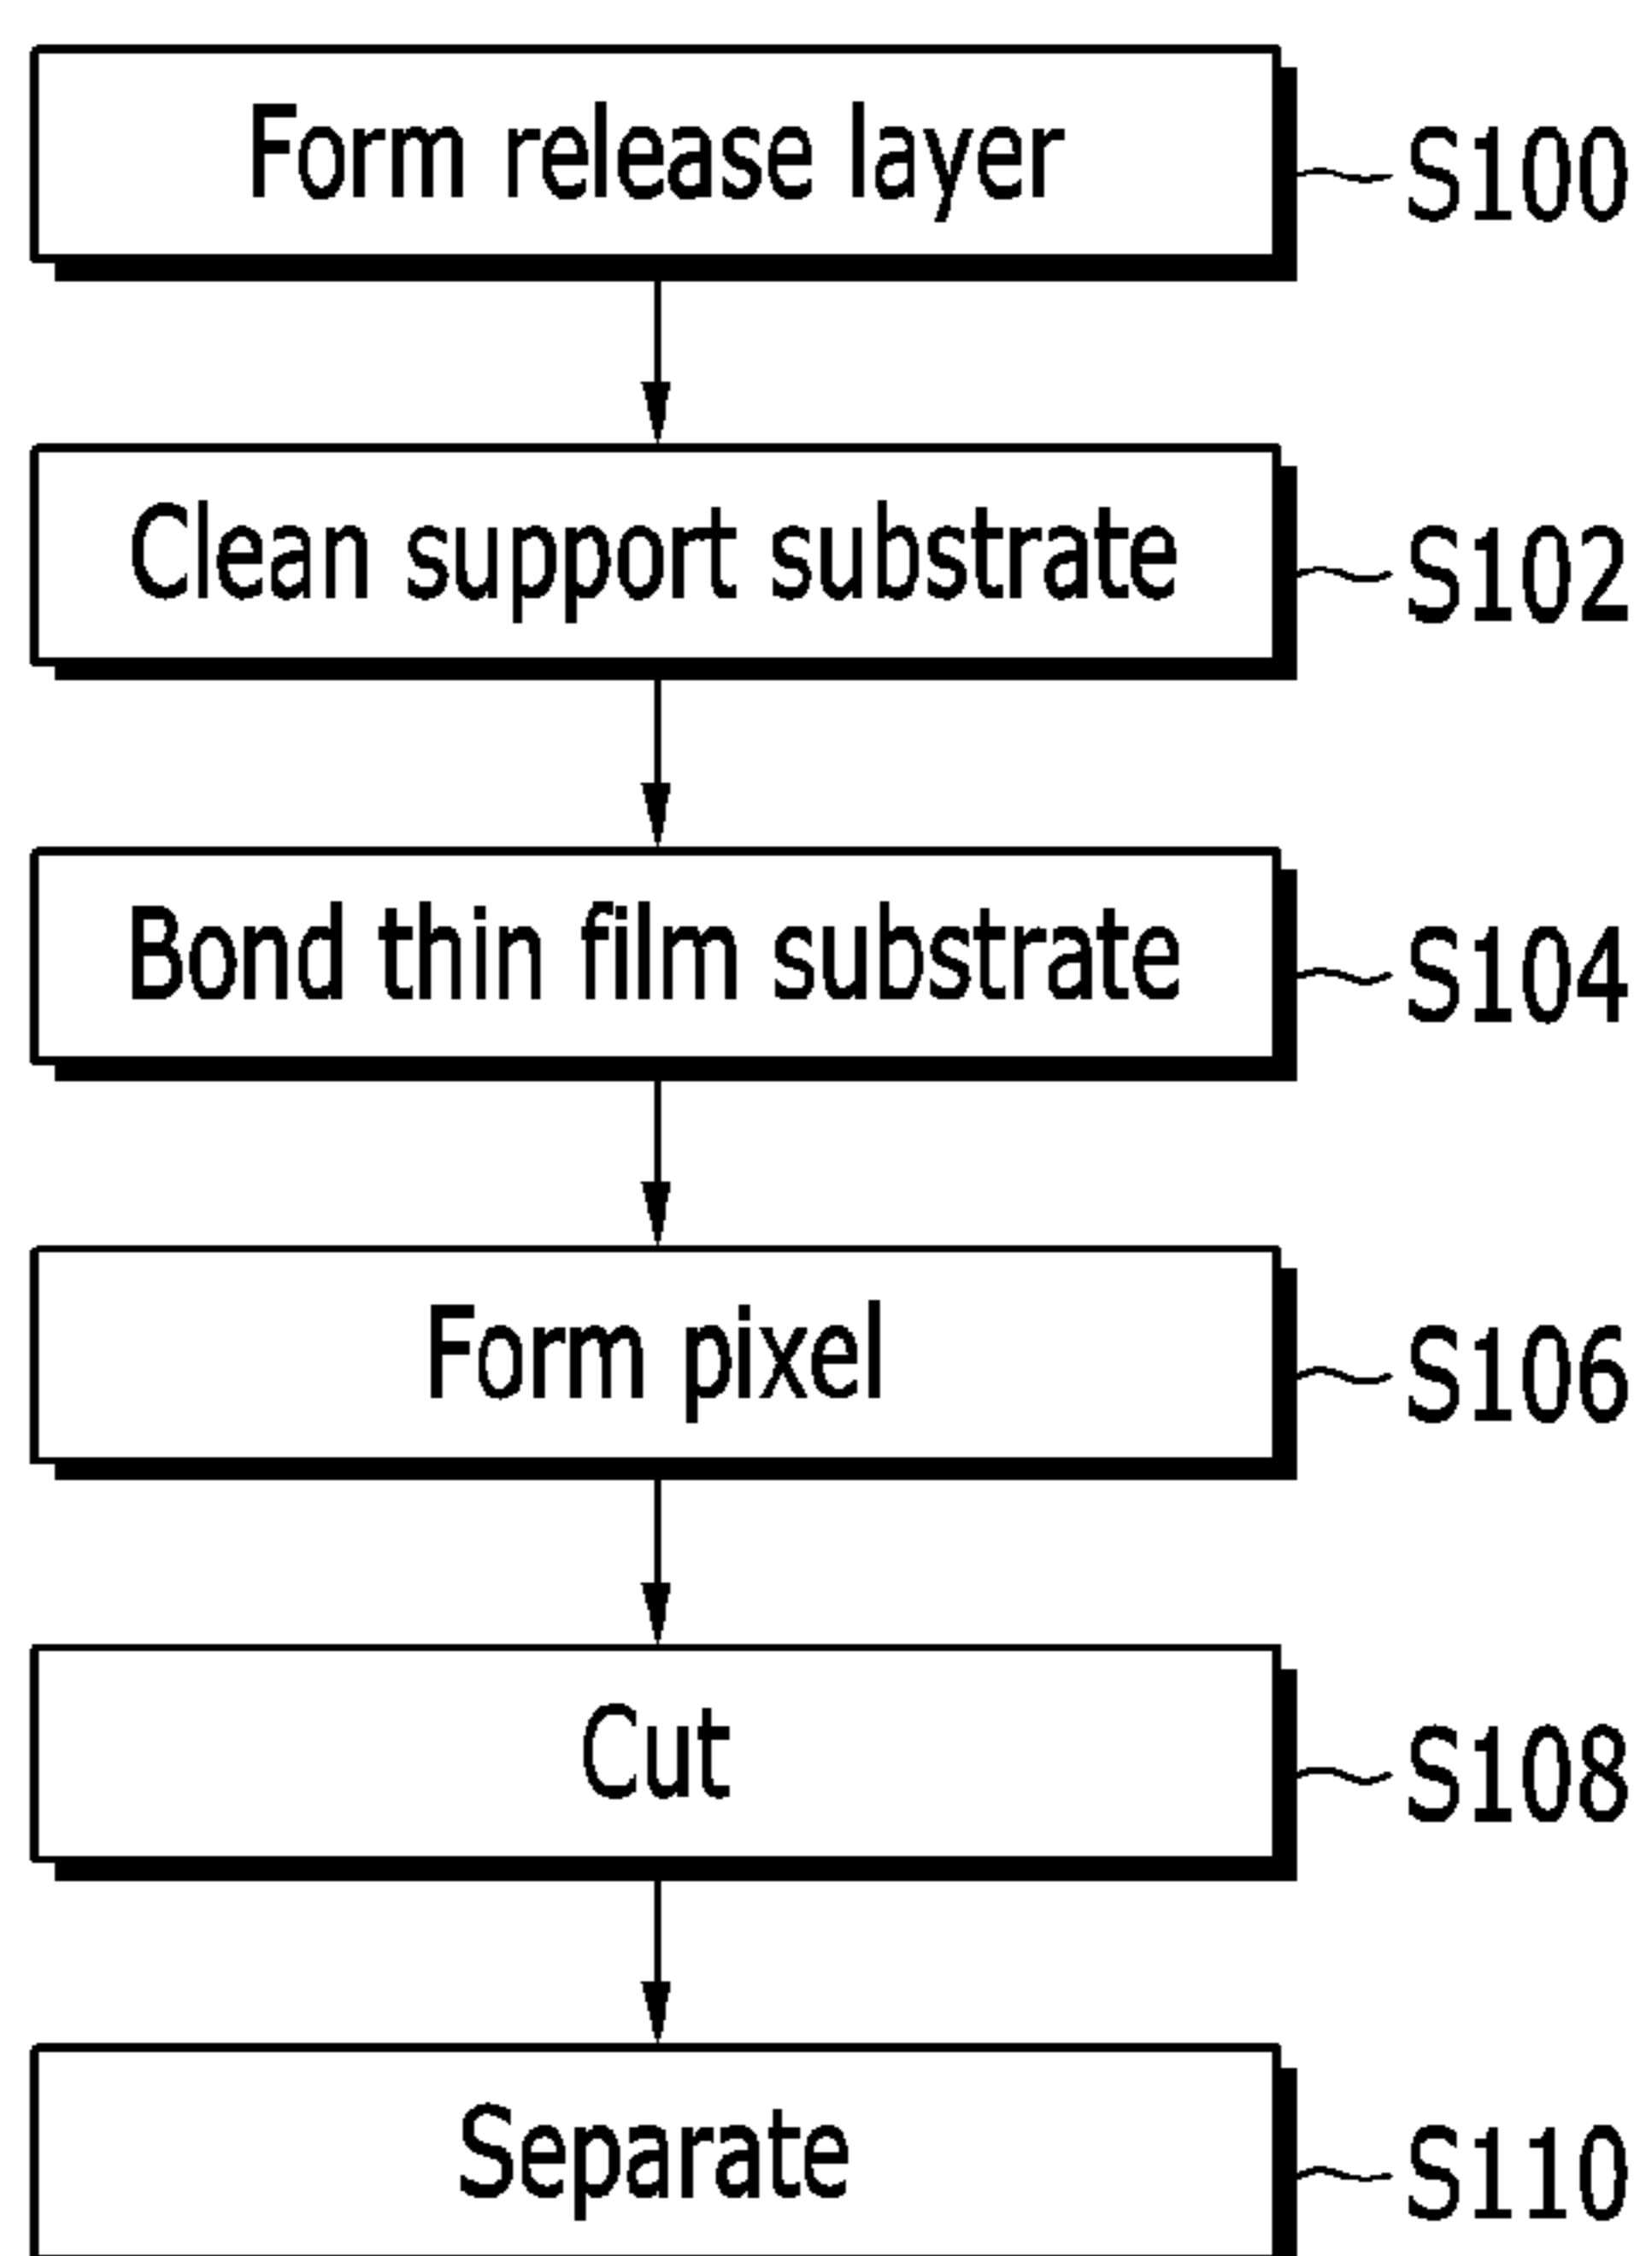 Form release layer S100
Clean support substrate S102
Bond thin film substrate S104
Form pixel S106
Cut S108
Separate S110